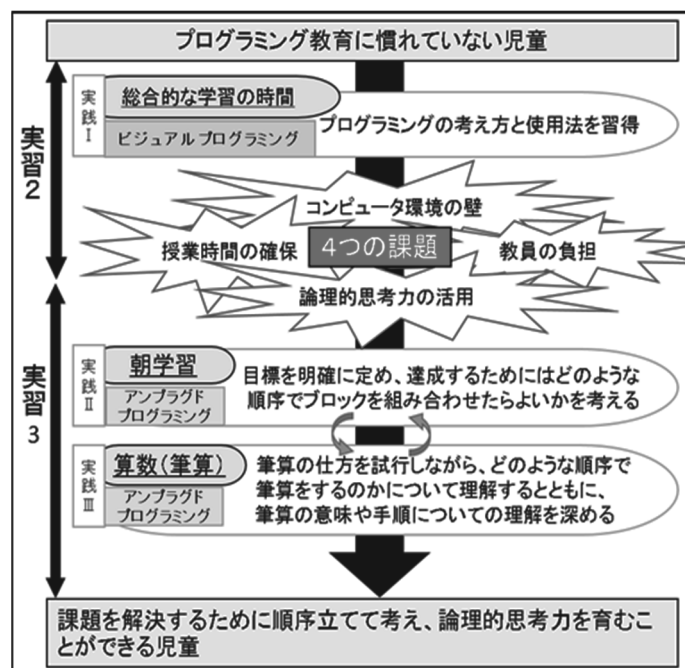 プログラミング教育に慣れていない児童
実習2
実践Ⅰ
総合的な学習の時間
ビジュアルプログラミング
プログラミングの考え方と使用法を習得
コンピュータ環境の壁
授業時間の確保
4つの課題
教員の負担
論理的思考力の活用
実習3
実践Ⅱ
朝学習
アンプラグド
プログラミング
目標を明確に定め、達成するためにはどのような
順序でブロックを組み合わせたらよいかを考える
実践Ⅲ
算数(筆算)
アンプラグド
プログラミング
筆算の仕方を試行しながら、どのような順序で
筆算をするのかについて理解するとともに、
筆算の意味や手順についての理解を深める
課題を解決するために順序立てて考え、論理的思考力を育むこ
とができる児童